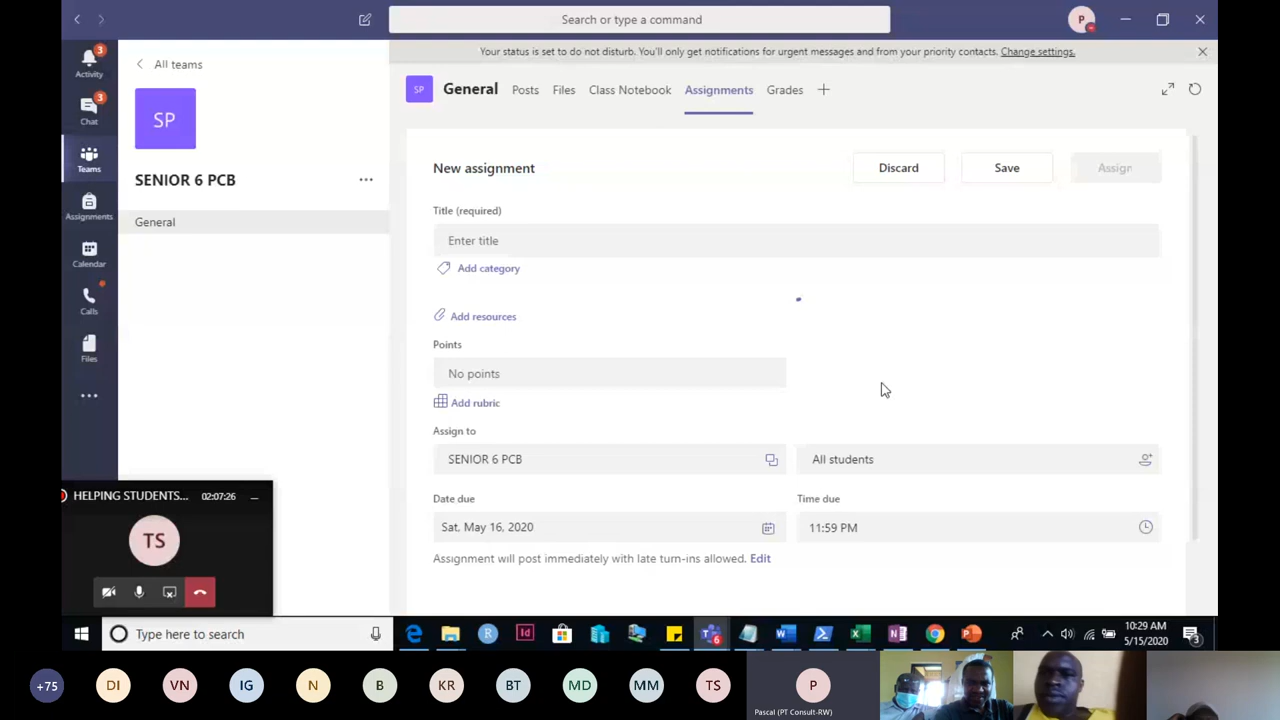 Search or type a command
P
Your status is set to do not disturb. You'll only get notifications for urgent messages and from your priority contacts. Change settings.
3
Activity
3
Chat
Teams
Assignments
Calendar
Calls
Files
All teams
SP
SENIOR 6 PCB
General
SP
General
Posts
Files
Class Notebook
Assignments
Grades
New assignment
Discard
Save
Assign
Title (required)
Enter title
Add category
Add resources
Points
No points
Add rubric
Assign to
SENIOR 6 PCB
All students
Date due
Time due
Sat, May 16, 2020
11:59 PM
Assignment will post immediately with late turn-ins allowed. Edit
HELPING STUDENTS...
02:07:26
TS
Type here to search
R
Id
6
10:29 AM
5/15/2020
3
+75
DI
VN
IG
N
B
KR
BT
MD
MM
TS
P
Pascal (PT Consult-RW)